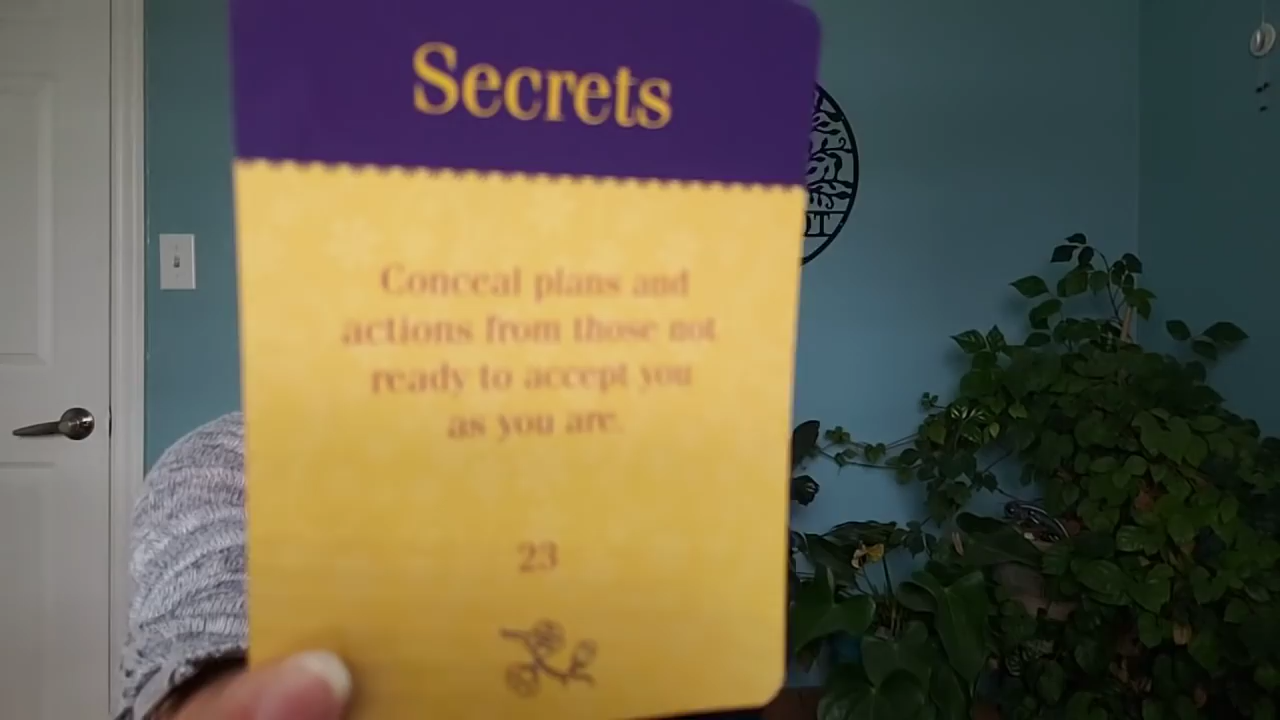 Secrets
Conceal plans and
actions from those not
ready to accept you
as you are.
23